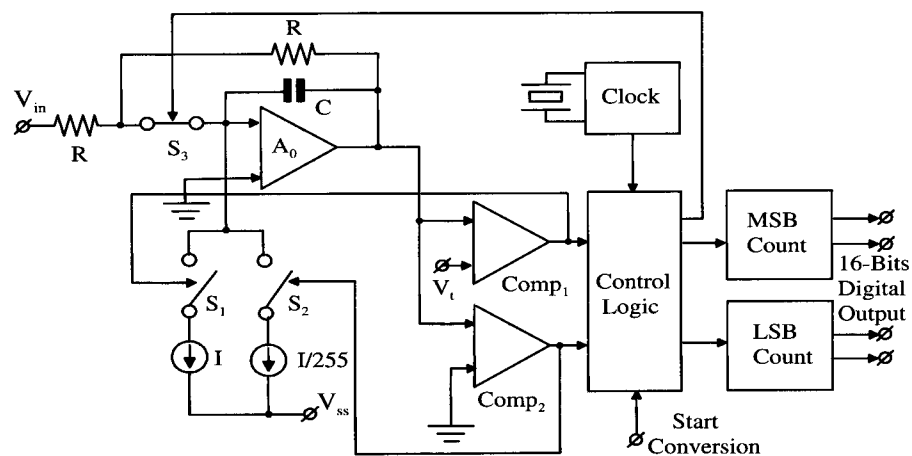 R
V_in
R
S_3
C
A_0
Clock
MSB
Count
16-Bits
Digital
Output
V_t
Comp_1
Control
Logic
S_1
S_2
I
I/255
LSB
Count
Comp_2
V_ss
Start
Conversion